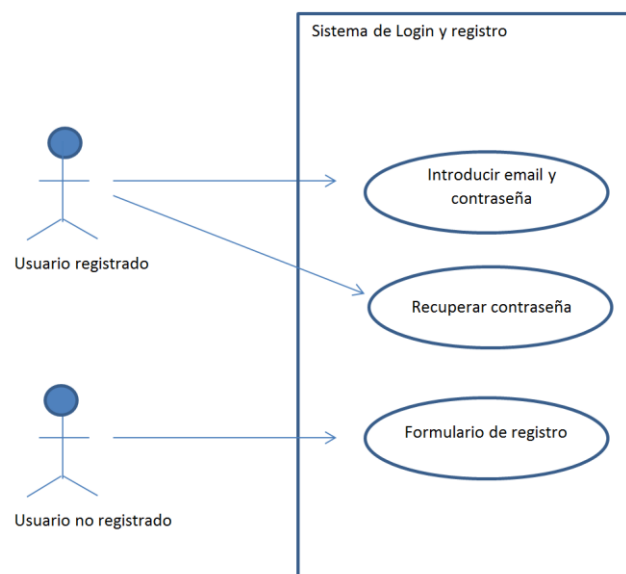 Sistema de Login y registro
Introducir email y
contraseña
Usuario registrado
Recuperar contraseña
Formulario de registro
Usuario no registrado